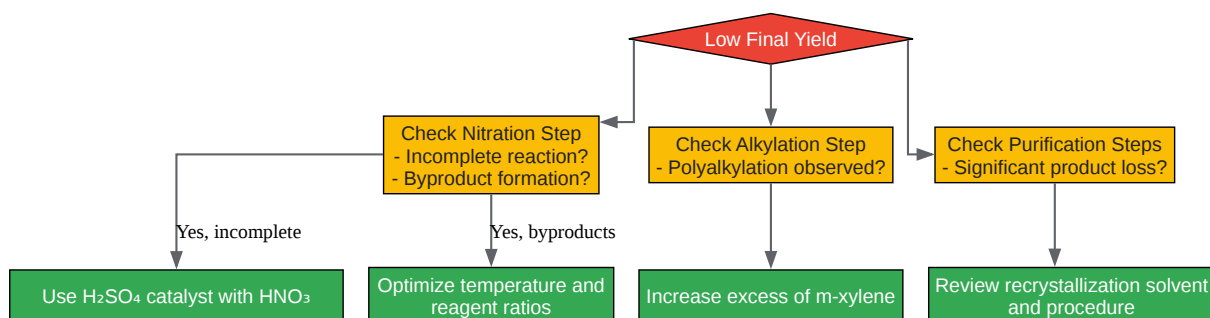 Low Final Yield
Check Nitration Step
- Incomplete reaction?
- Byproduct formation?
Check Alkylation Step
- Polyalkylation observed?
Check Purification Steps
- Significant product loss?
Yes, incomplete
Yes, byproducts
Use H₂SO₄ catalyst with HNO₃
Optimize temperature and
reagent ratios
Increase excess of m-xylene
Review recrystallization solvent
and procedure